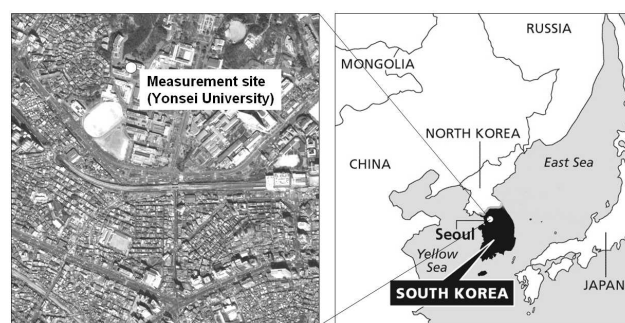 Measurement site
(Yonsei University)
RUSSIA
MONGOLIA
NORTH KOREA
CHINA
East Sea
Seoul
Yellow
Sea
JAPAN
SOUTH KOREA